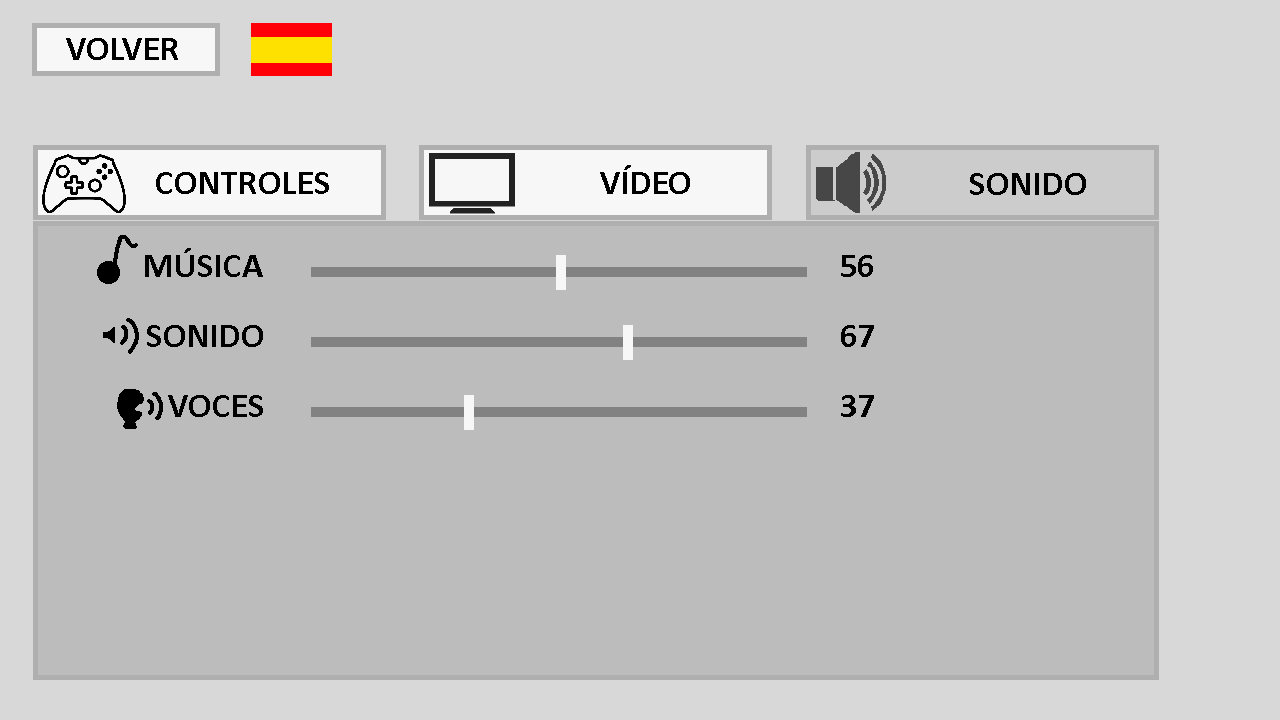 VOLVER
CONTROLES VÍDEO SONIDO
MÚSICA 56
SONIDO 67
VOCES 37